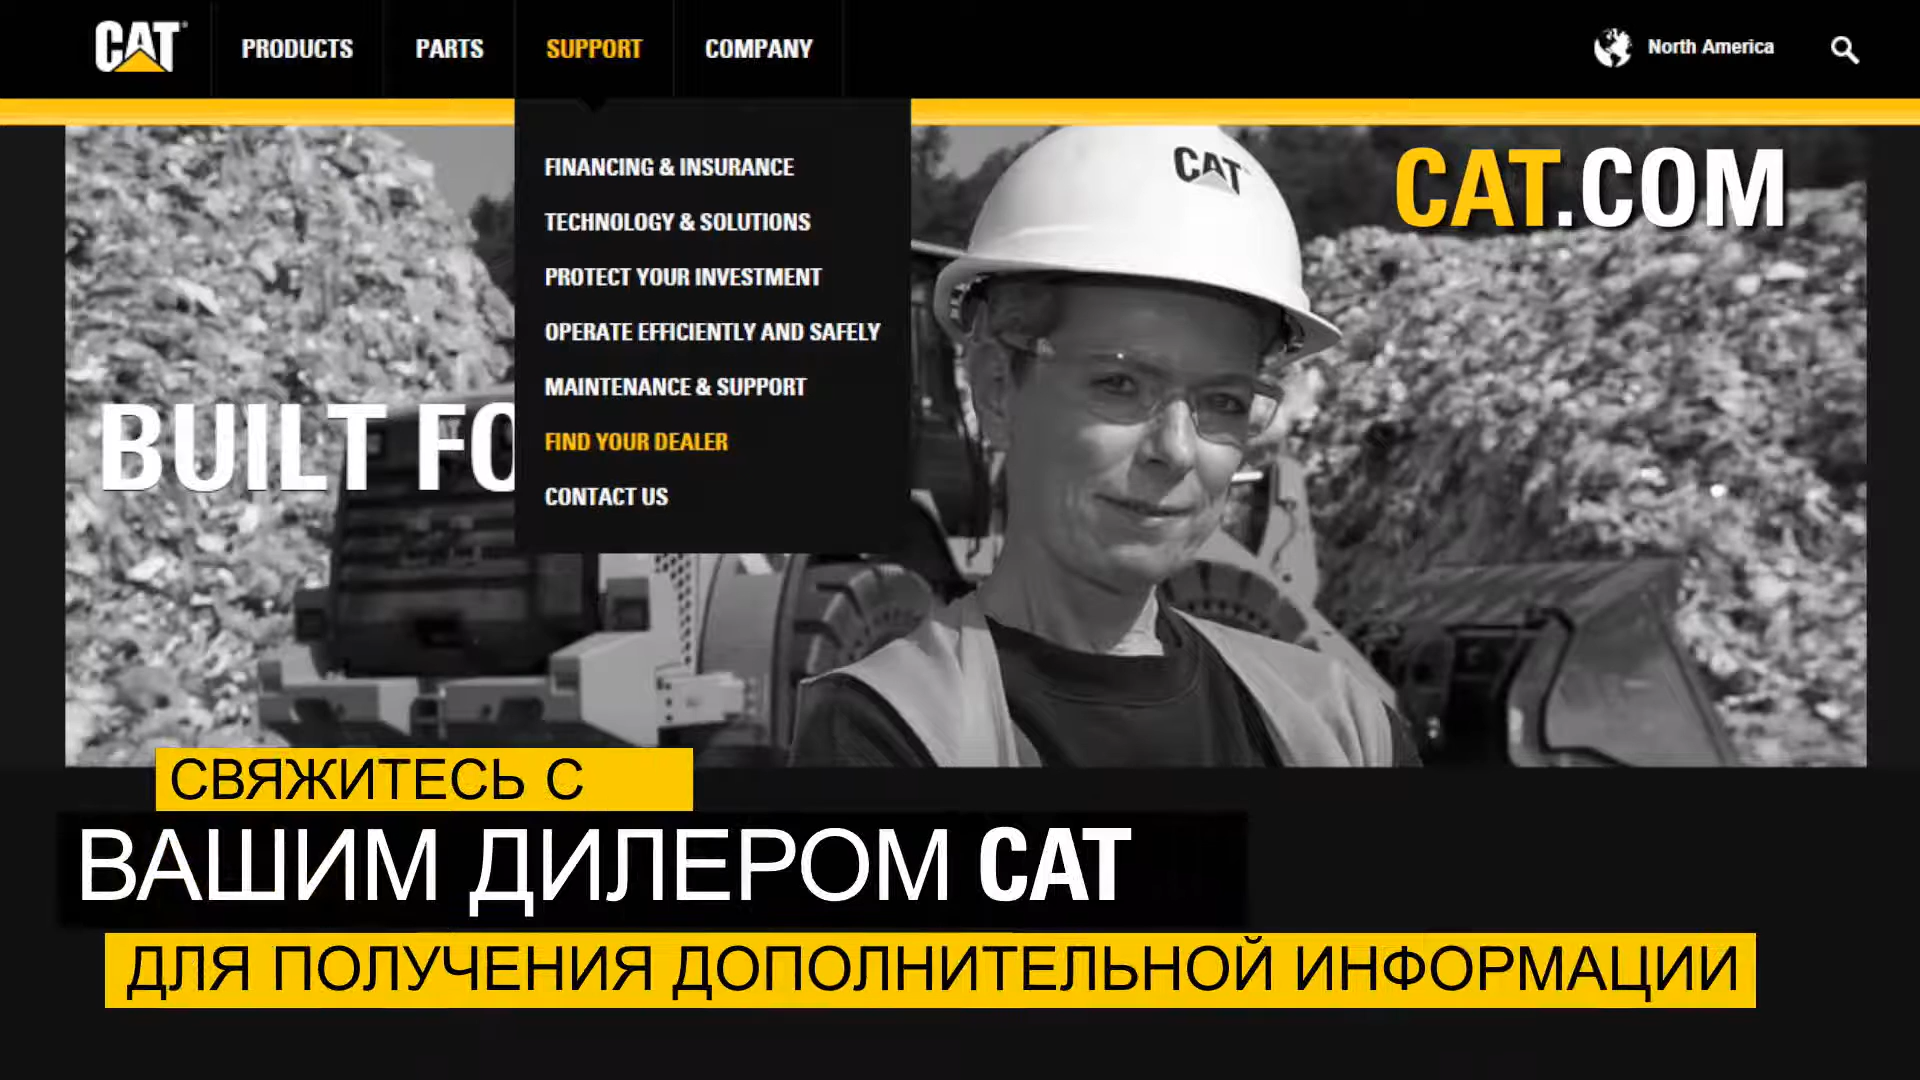 CAT
PRODUCTS
PARTS
SUPPORT
COMPANY
North America
FINANCING & INSURANCE
TECHNOLOGY & SOLUTIONS
PROTECT YOUR INVESTMENT
OPERATE EFFICIENTLY AND SAFELY
MAINTENANCE & SUPPORT
FIND YOUR DEALER
CONTACT US
CAT
CAT.COM
BUILT FO
СВЯЖИТЕСЬ С
ВАШИМ ДИЛЕРОМ CAT
ДЛЯ ПОЛУЧЕНИЯ ДОПОЛНИТЕЛЬНОЙ ИНФОРМАЦИИ